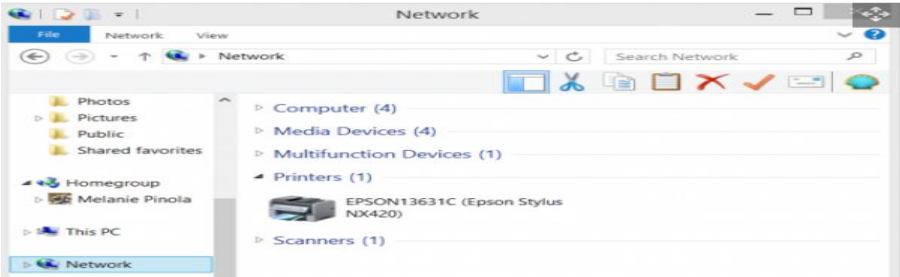 Network
File Network View
Network Search Network
Photos
Pictures
Public
Shared favorites
Homegroup
Melanie Pinola
This PC
Network
Computer (4)
Media Devices (4)
Multifunction Devices (1)
Printers (1)
EPSON13631C (Epson Stylus
NX420)
Scanners (1)